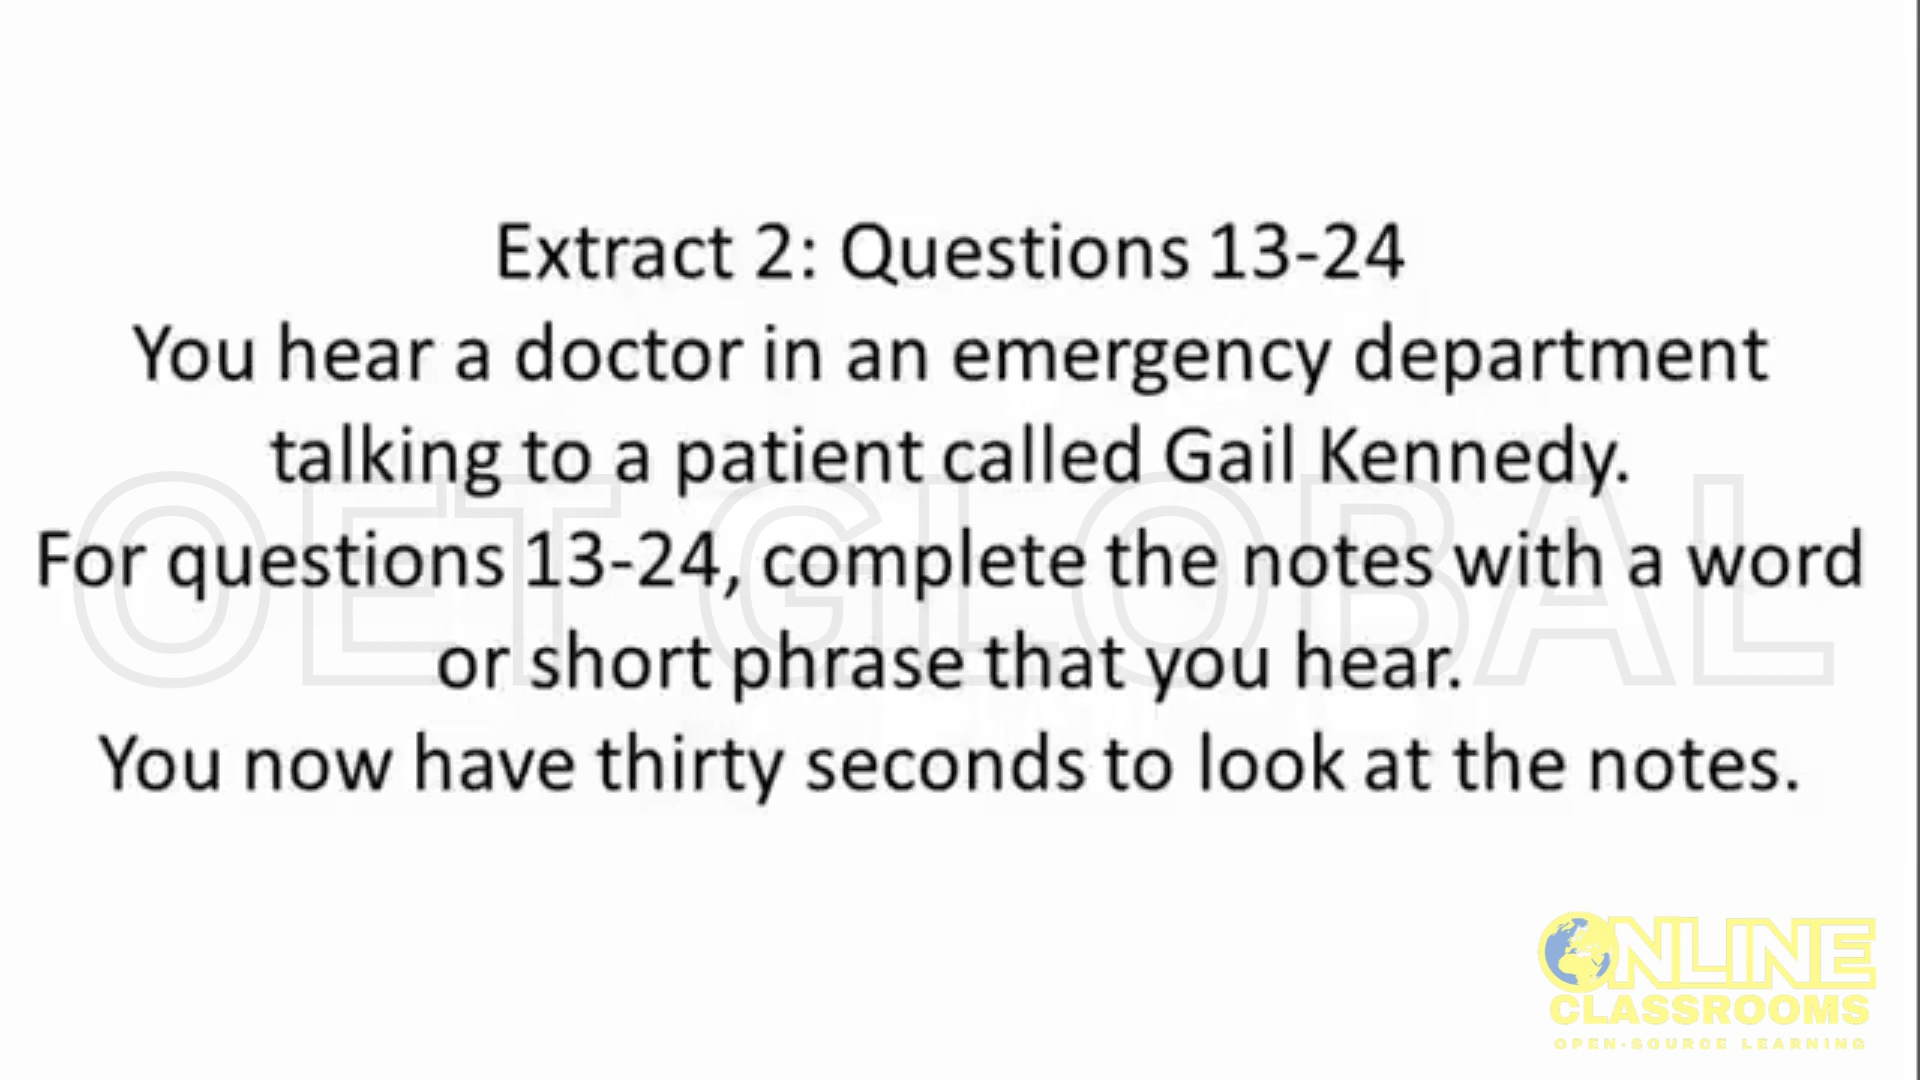 Extract 2: Questions 13-24
You hear a doctor in an emergency department
talking to a patient called Gail Kennedy.
For questions 13-24, complete the notes with a word
or short phrase that you hear.
You now have thirty seconds to look at the notes.
OET GLOBAL
ONLINE
CLASSROOMS
OPEN-SOURCE LEARNING